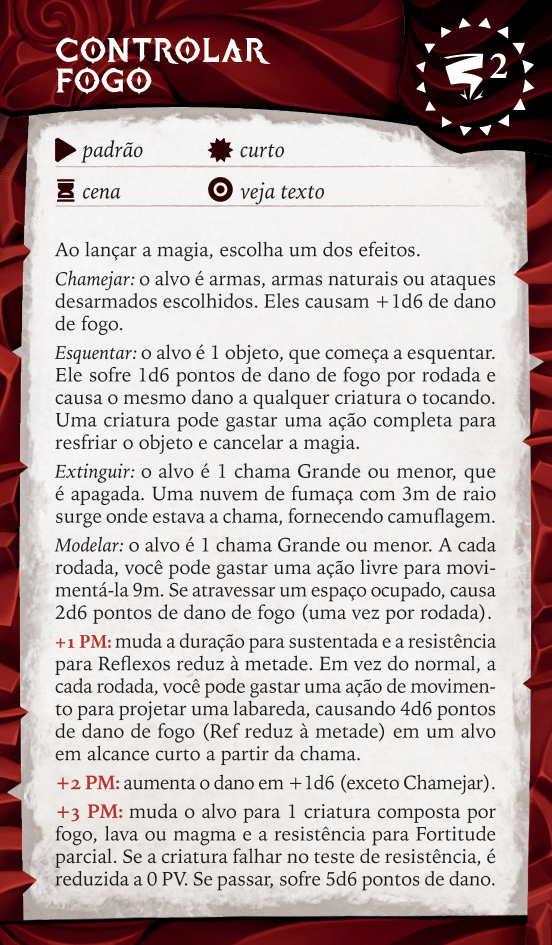 CONTROLAR
FOGO
2
padrão curto
cena veja texto
Ao lançar a magia, escolha um dos efeitos.
Chamejar: o alvo é armas, armas naturais ou ataques
desarmados escolhidos. Eles causam +1d6 de dano
de fogo.
Esquentar: o alvo é 1 objeto, que começa a esquentar.
Ele sofre 1d6 pontos de dano de fogo por rodada e
causa o mesmo dano a qualquer criatura o tocando.
Uma criatura pode gastar uma ação completa para
resfriar o objeto e cancelar a magia.
Extinguir: o alvo é 1 chama Grande ou menor, que
é apagada. Uma nuvem de fumaça com 3m de raio
surge onde estava a chama, fornecendo camuflagem.
Modelar: o alvo é 1 chama Grande ou menor. A cada
rodada, você pode gastar uma ação livre para movi-
mentá-la 9m. Se atravessar um espaço ocupado, causa
2d6 pontos de dano de fogo (uma vez por rodada).
+1 PM: muda a duração para sustentada e a resistência
para Reflexos reduz à metade. Em vez do normal, a
cada rodada, você pode gastar uma ação de movimen-
to para projetar uma labareda, causando 4d6 pontos
de dano de fogo (Ref reduz à metade) em um alvo
em alcance curto a partir da chama.
+2 PM: aumenta o dano em +1d6 (exceto Chamejar).
+3 PM: muda o alvo para 1 criatura composta por
fogo, lava ou magma e a resistência para Fortitude
parcial. Se a criatura falhar no teste de resistência, é
reduzida a 0 PV. Se passar, sofre 5d6 pontos de dano.